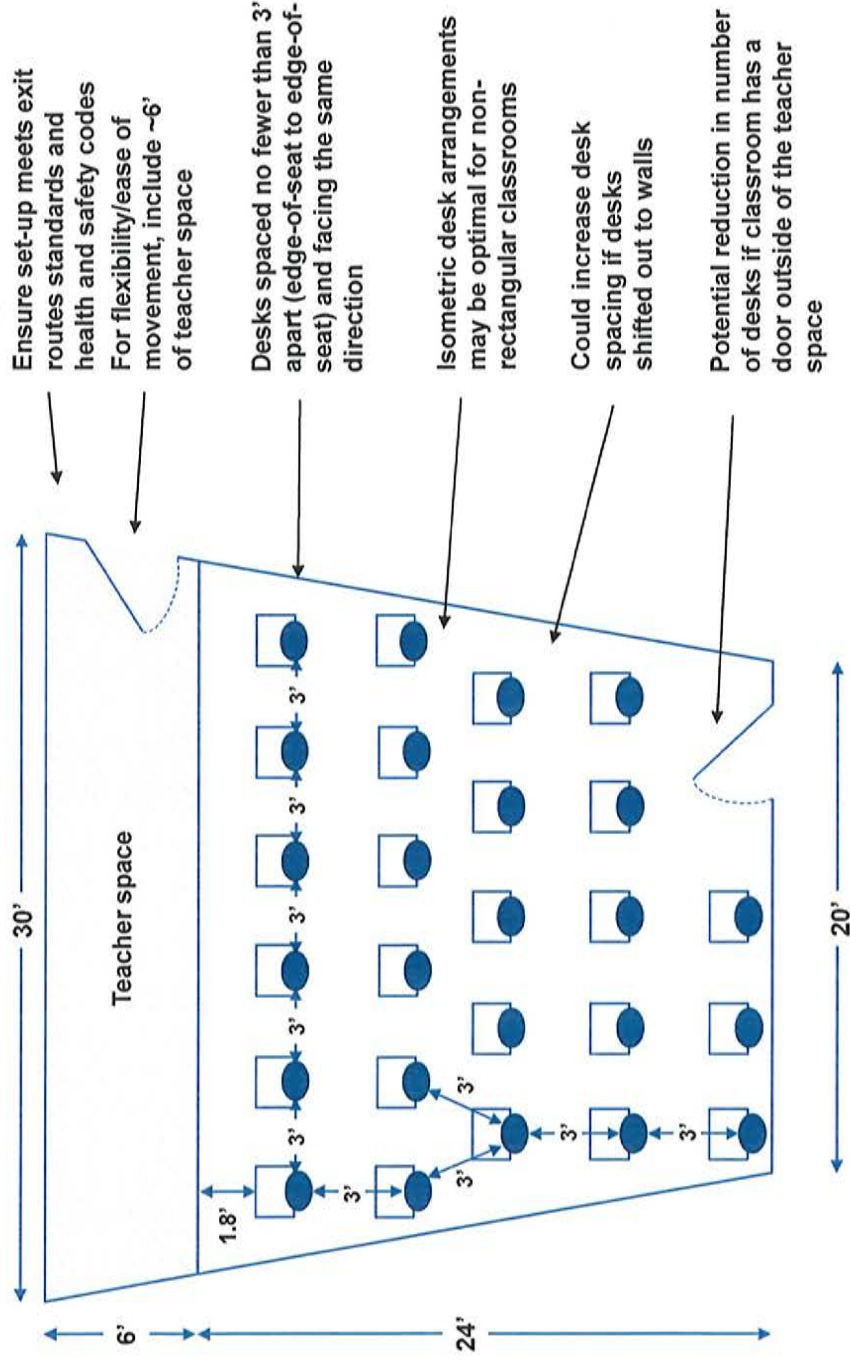 30'
Teacher space
6'
24'
1.8'
3'
3'
3'
3'
3'
3'
3'
3'
3'
3'
20'
Ensure set-up meets exit
routes standards and
health and safety codes
For flexibility/ease of
movement, include ~6'
of teacher space
Desks spaced no fewer than 3'
apart (edge-of-seat to edge-of-
seat) and facing the same
direction
Isometric desk arrangements
may be optimal for non-
rectangular classrooms
Could increase desk
spacing if desks
shifted out to walls
Potential reduction in number
of desks if classroom has a
door outside of the teacher
space